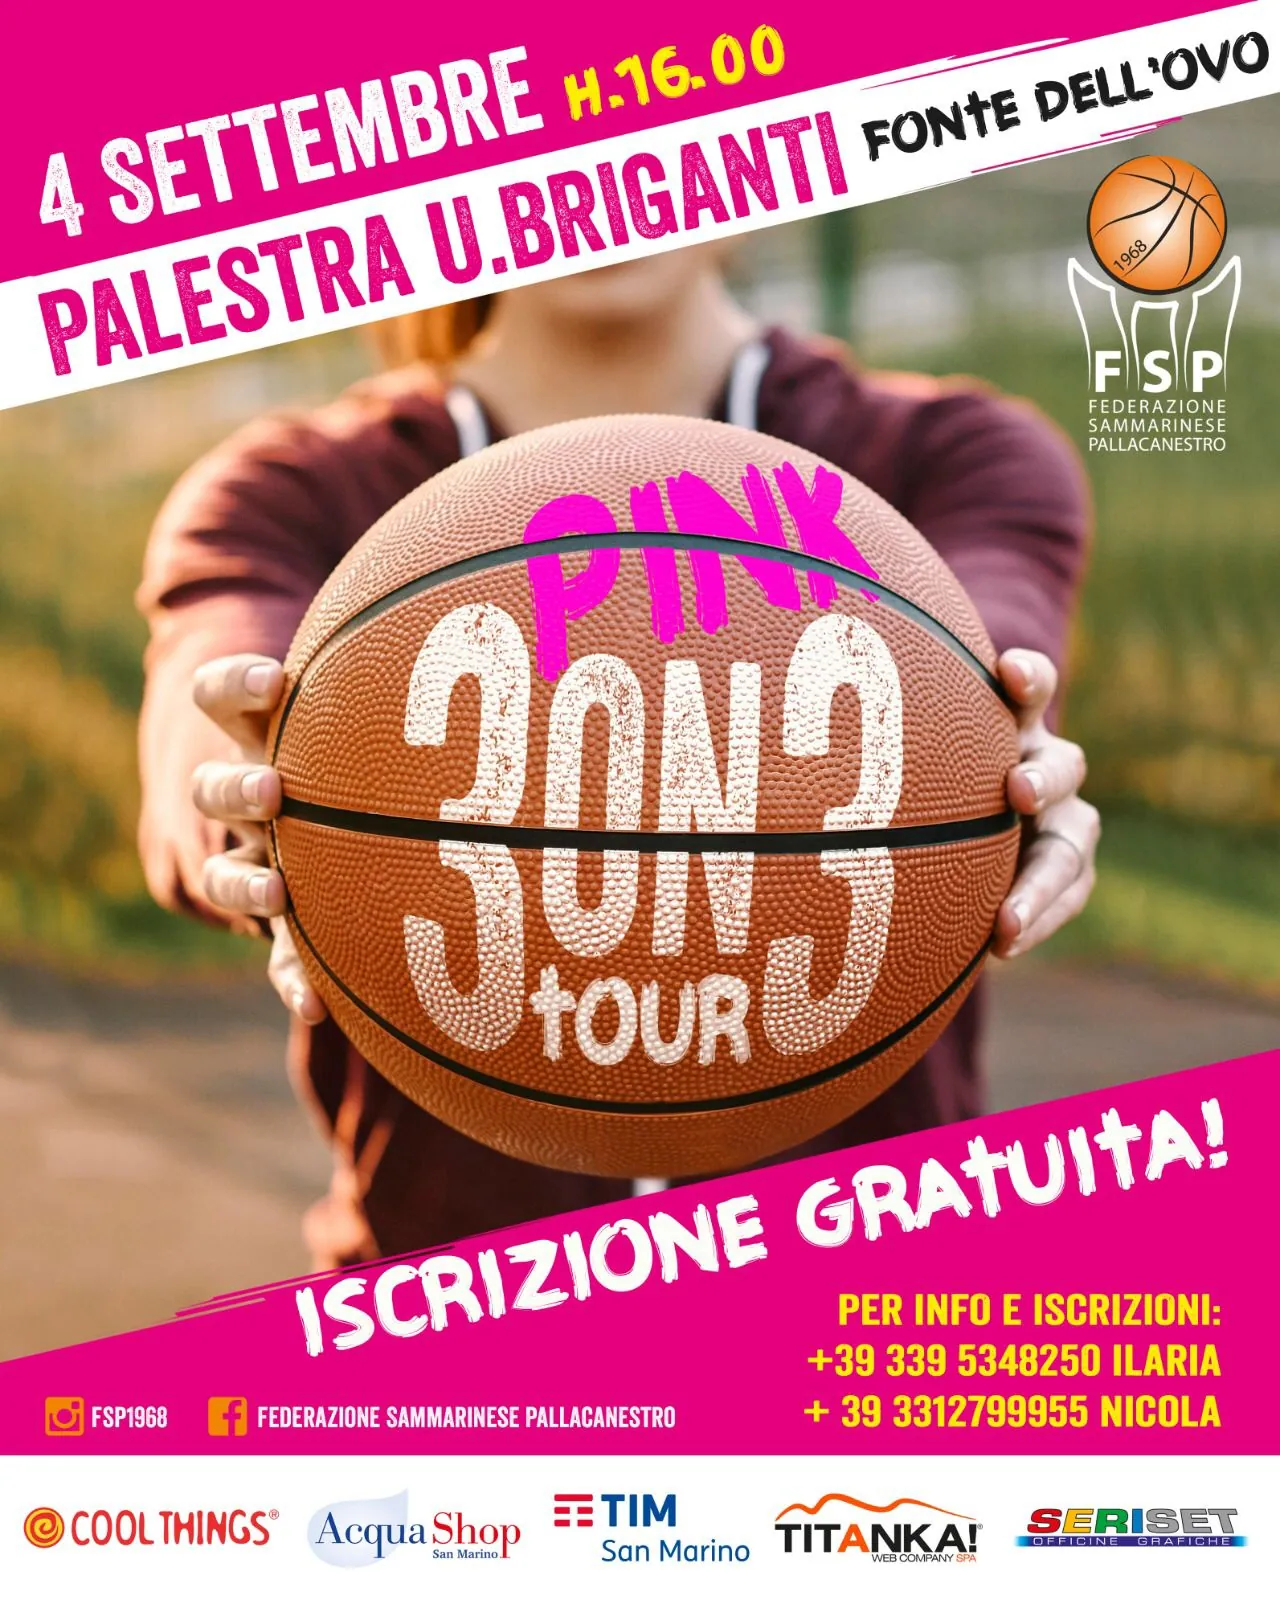 4 SETTEMBRE H.16.00
PALESTRA U.BRIGANTI FONTE DELL'OVO
1968
FSP
FEDERAZIONE
SAMMARINESE
PALLACANESTRO
PINK
3ON3
tOUR
ISCRIZIONE GRATUITA!
PER INFO E ISCRIZIONI:
+39 339 5348250 ILARIA
+ 39 3312799955 NICOLA
FSP1968
FEDERAZIONE SAMMARINESE PALLACANESTRO
COOL THINGS®
Acqua Shop
San Marino
TIM
San Marino
TITANKA!®
WEB COMPANY SPA
SERISET
OFFICINE GRAFICHE